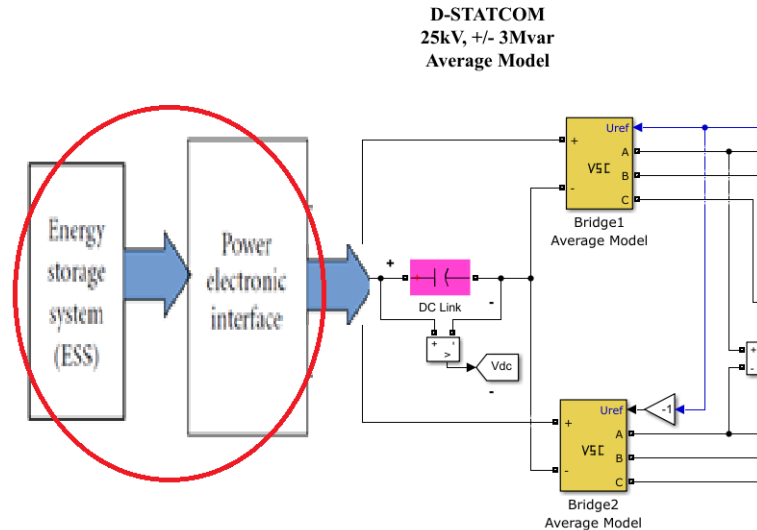 D-STATCOM
25kV, +/- 3Mvar
Average Model
Energy
storage
system
(ESS)
Power
electronic
interface
+
-
Uref
A
B
C
VSC
Bridge1
Average Model
+
+
-
DC Link
-
+
-
v
Vdc
-
+
-
Uref
A
B
C
VSC
Bridge2
Average Model
-1
+
-